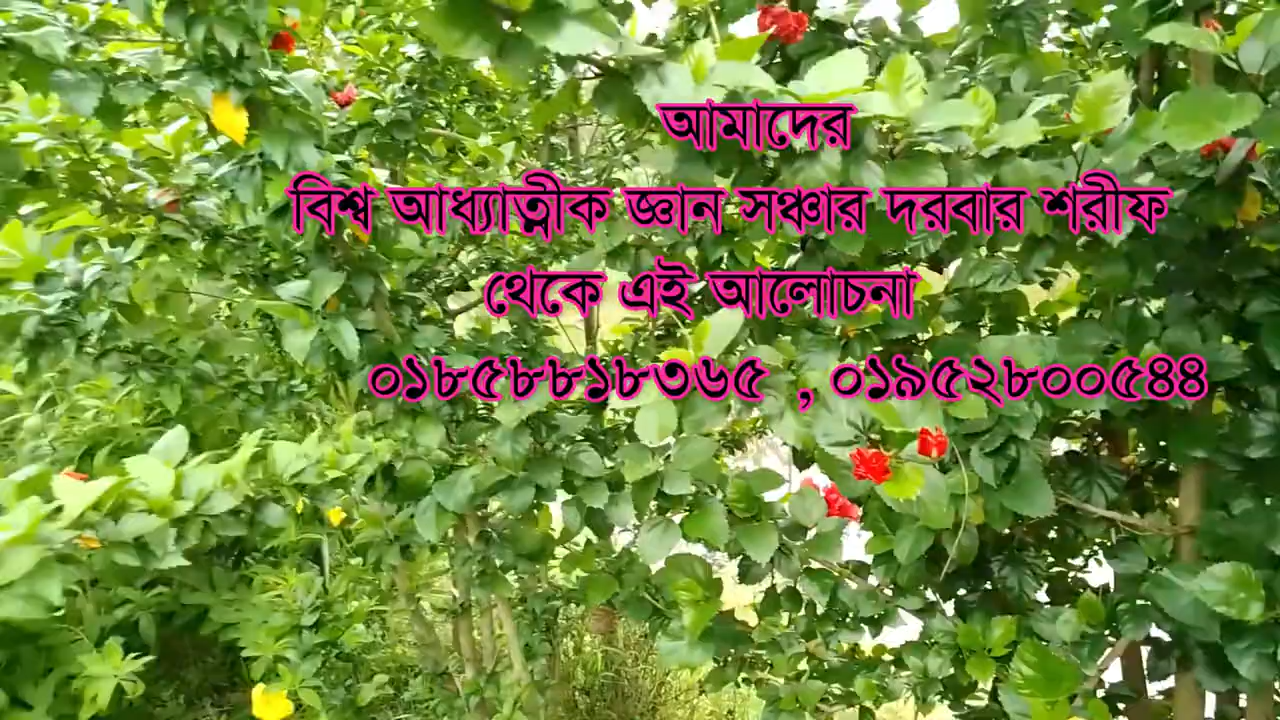 আমাদের
বিশ্ব আধ্যাত্নীক জ্ঞান সঞ্চার দরবার শরীফ
থেকে এই আলোচনা
০১৮৫৮৮১৮৩৬৫ , ০১৯৫২৮০০৫৪৪